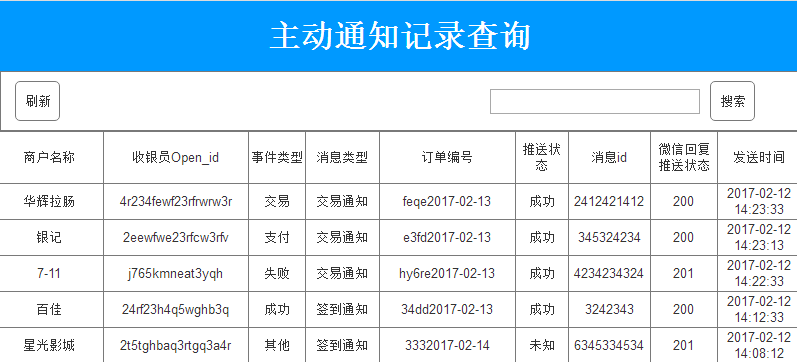 主动通知记录查询
刷新 搜索
商户名称 收银员Open_id 事件类型 消息类型 订单编号 推送状态 消息id 微信回复推送状态 发送时间
华辉拉肠 4r234fewf23rfrwrw3r 交易 交易通知 feqe2017-02-13 成功 2412421412 200 2017-02-12 14:23:33
银记 2eewfwe23rfcw3rfv 支付 交易通知 e3fd2017-02-13 成功 345324234 200 2017-02-12 14:23:13
7-11 j765kmneat3yqh 失败 交易通知 hy6re2017-02-13 成功 4234234324 201 2017-02-12 14:22:33
百佳 24rf23h4q5wghb3q 成功 签到通知 34dd2017-02-13 成功 3242343 200 2017-02-12 14:12:33
星光影城 2t5tghbaq3rtgq3a4r 其他 签到通知 3332017-02-14 未知 6345334534 201 2017-02-12 14:08:12